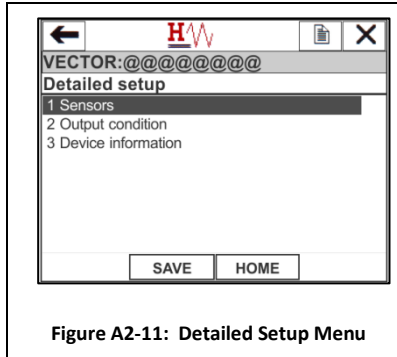 H
VECTOR:@@@@@@@@
Detailed setup
1 Sensors
2 Output condition
3 Device information
SAVE HOME
Figure A2-11: Detailed Setup Menu